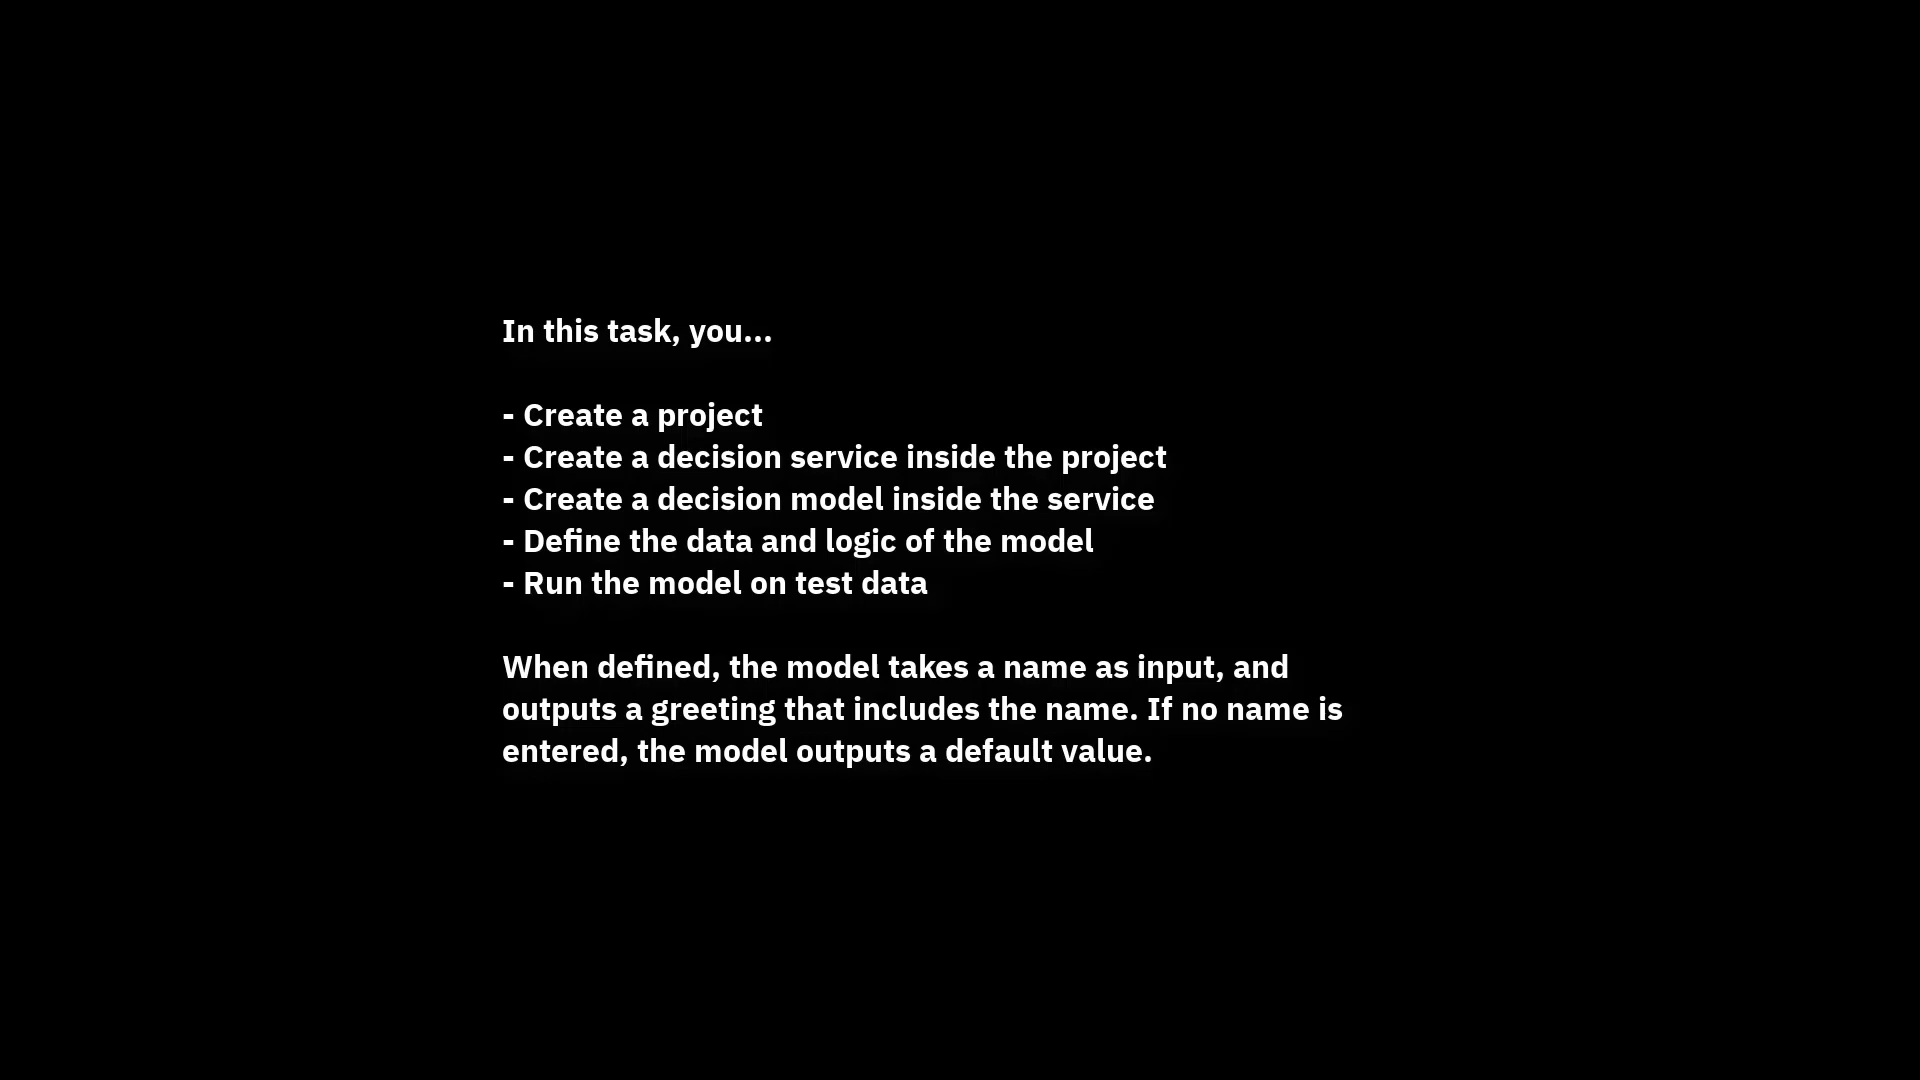 In this task, you...
- Create a project
- Create a decision service inside the project
- Create a decision model inside the service
- Define the data and logic of the model
- Run the model on test data
When defined, the model takes a name as input, and
outputs a greeting that includes the name. If no name is
entered, the model outputs a default value.